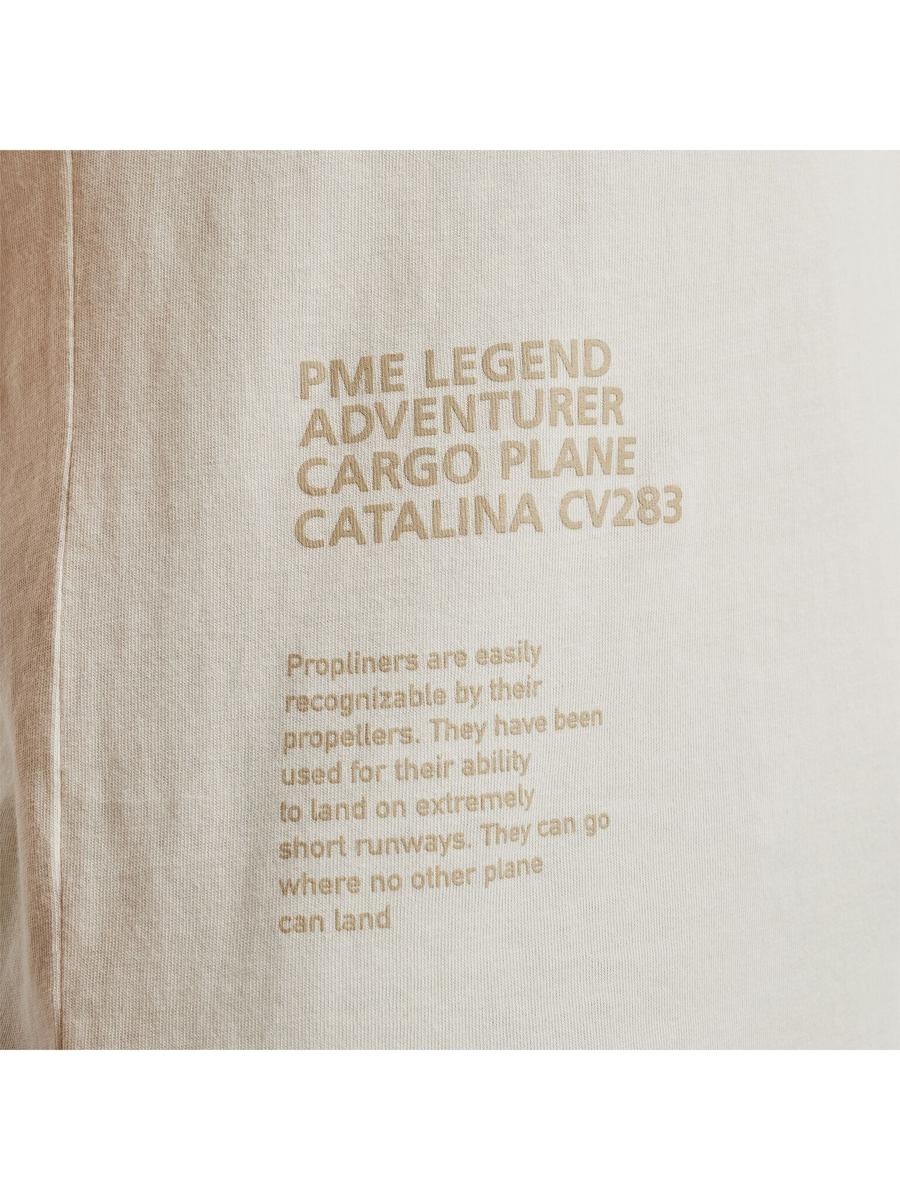 PME LEGEND
ADVENTURER
CARGO PLANE
CATALINA CV283
Propliners are easily
recognizable by their
propellers. They have been
used for their ability
to land on extremely
short runways. They can go
where no other plane
can land